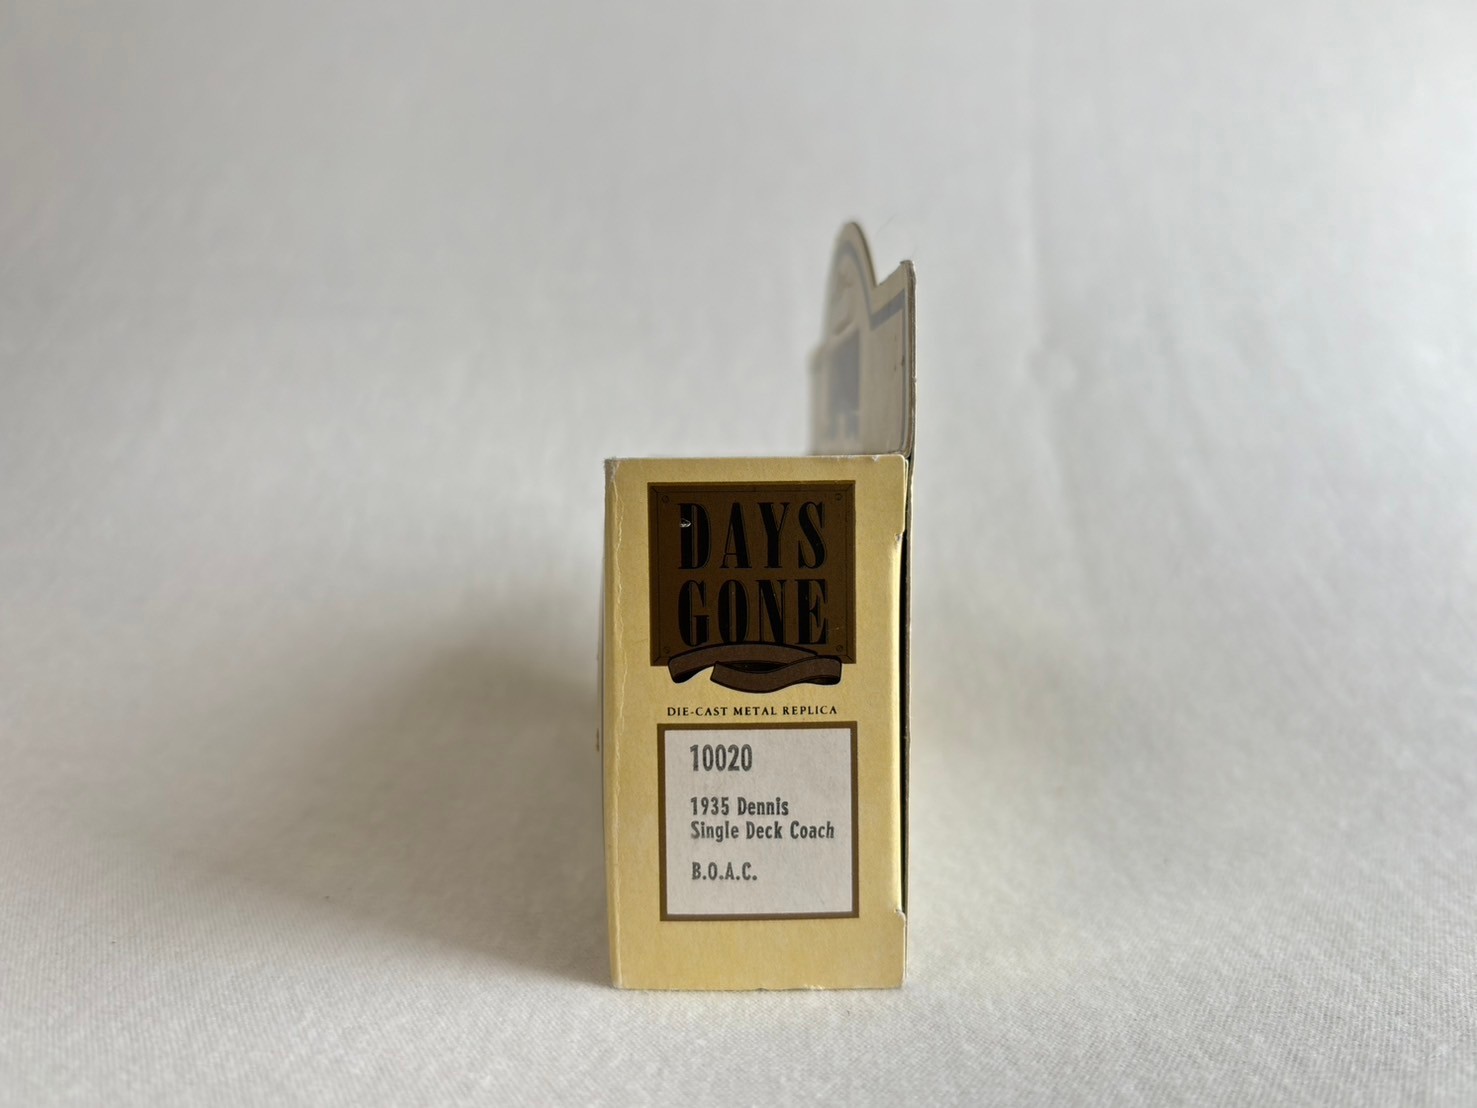 DAYS
GONE
DIE-CAST METAL REPLICA
10020
1935 Dennis
Single Deck Coach
B.O.A.C.